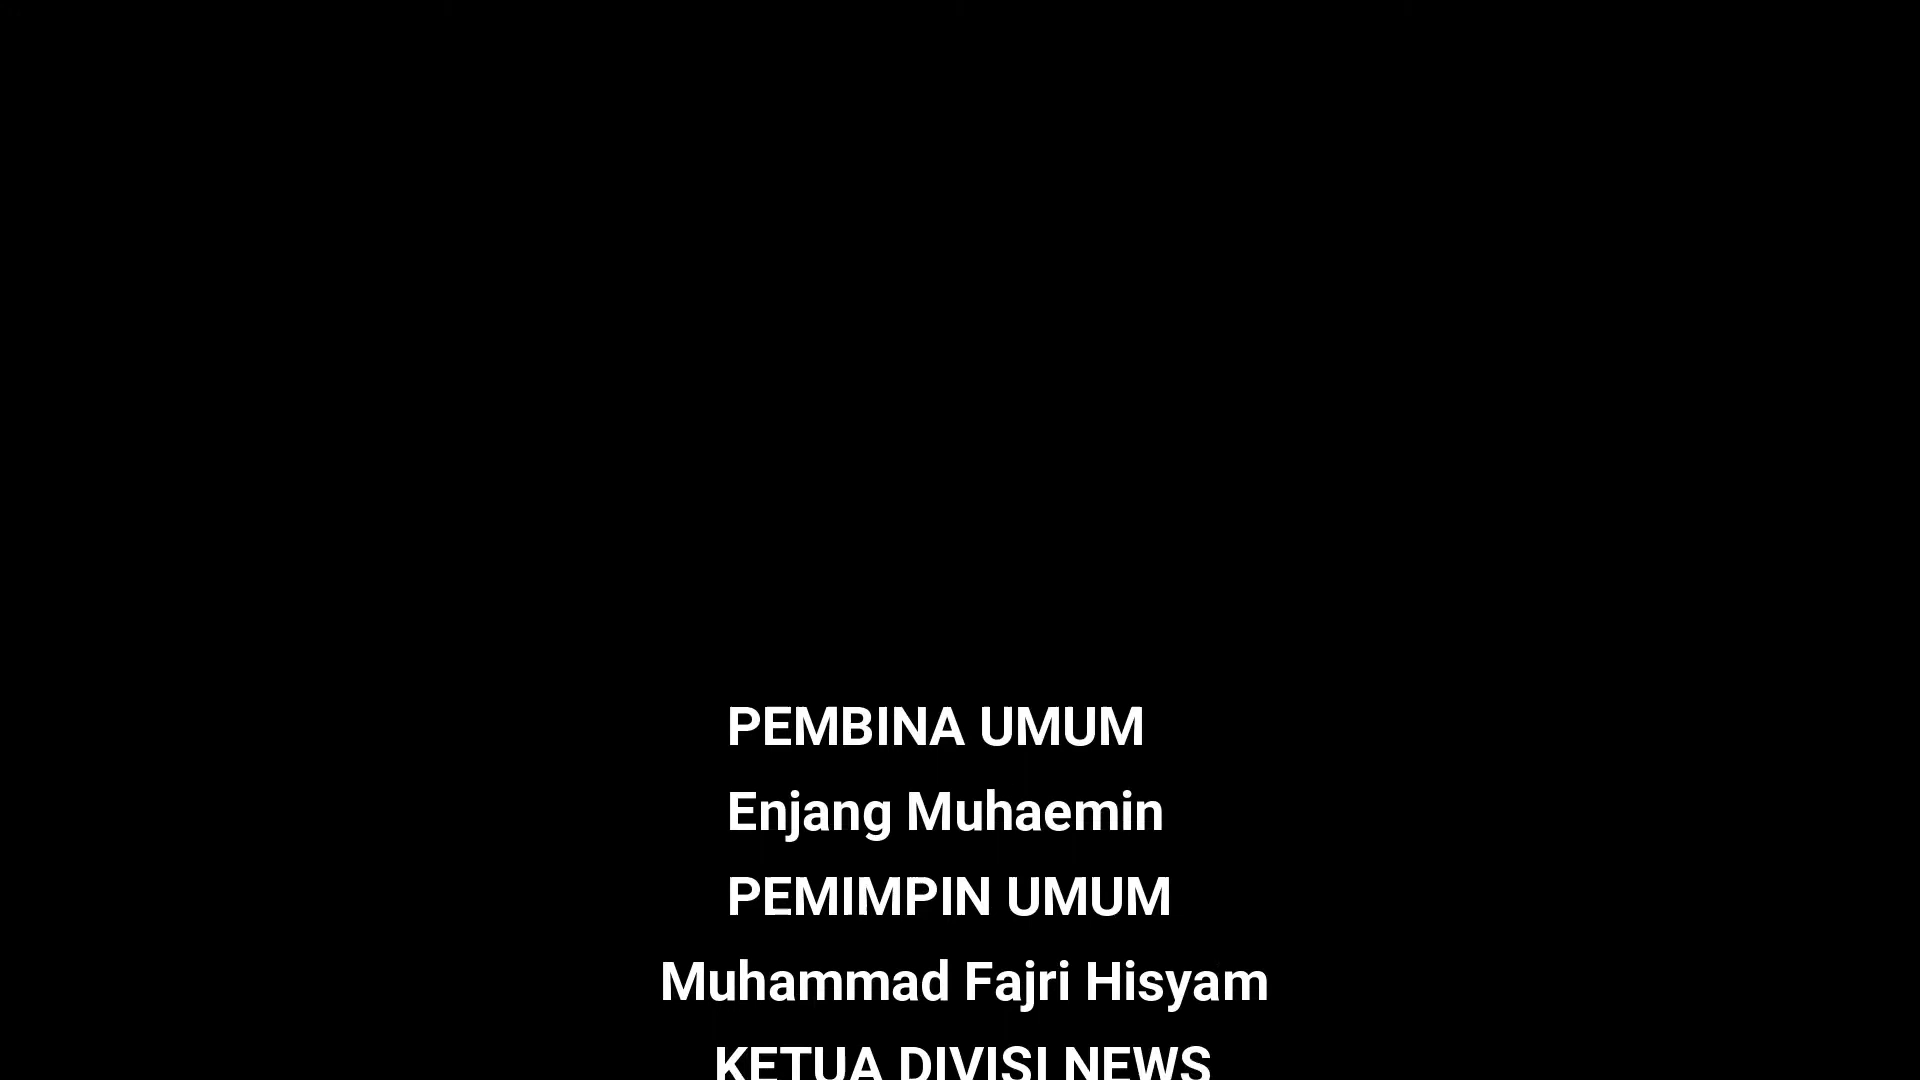 PEMBINA UMUM
Enjang Muhaemin
PEMIMPIN UMUM
Muhammad Fajri Hisyam
KETUA DIVISI NEWS